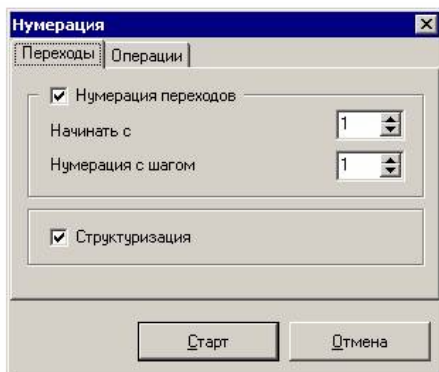 Нумерация
Переходы Операции
Нумерация переходов
Начинать с 1
Нумерация с шагом 1
Структуризация
Старт Отмена